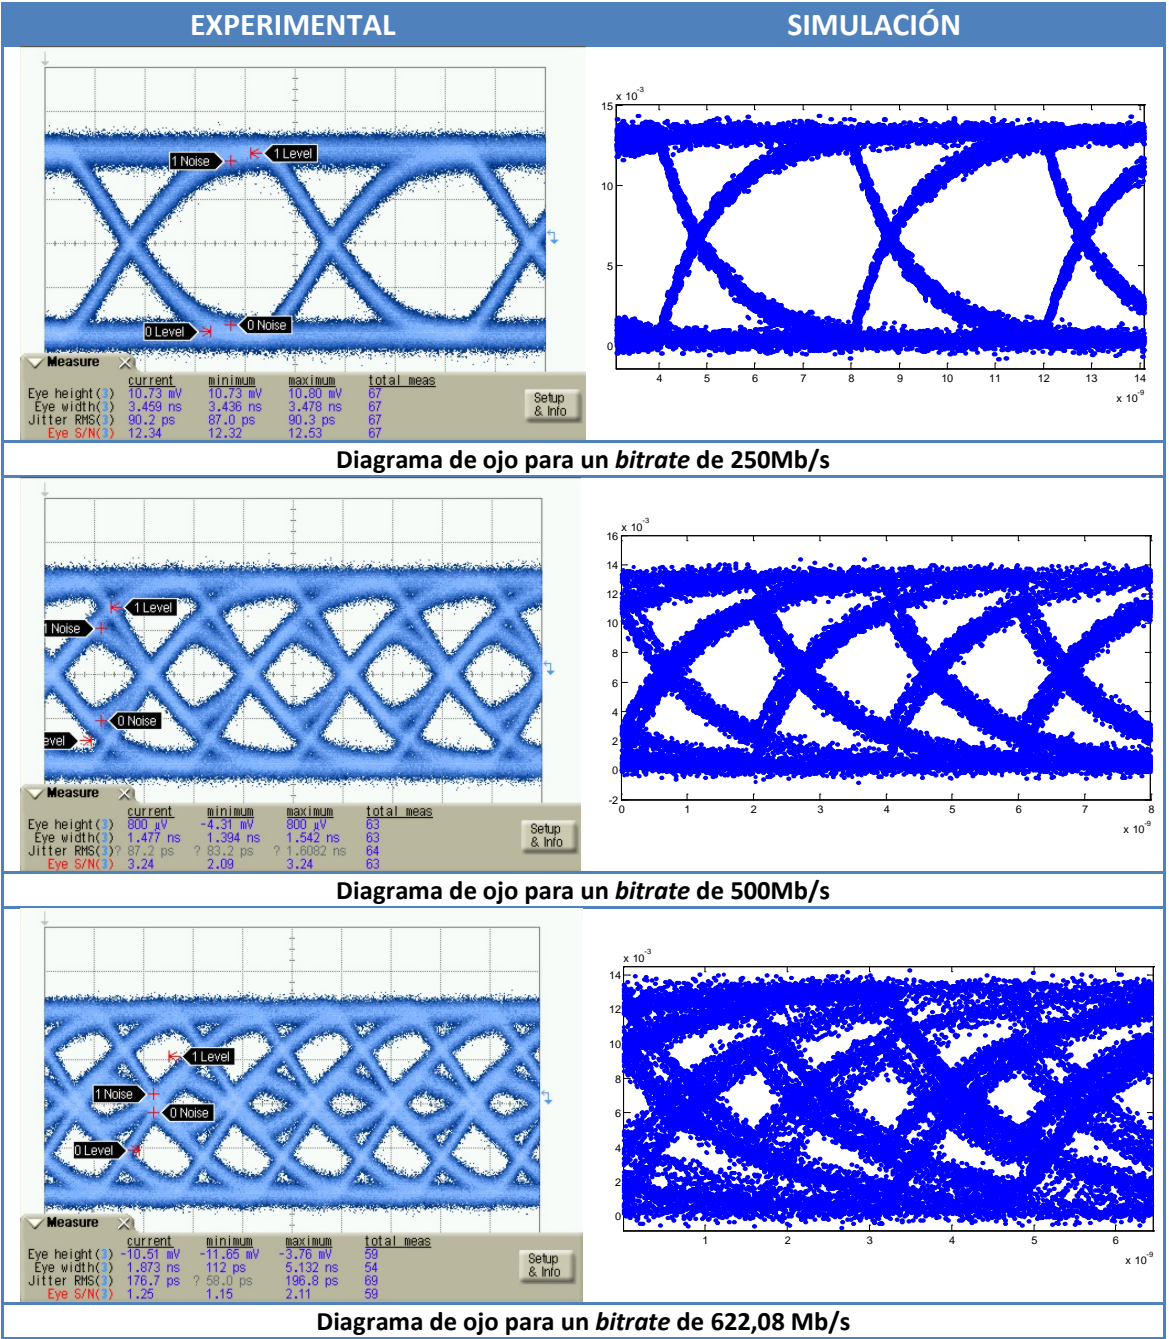 EXPERIMENTAL
SIMULACIÓN
1 Noise
1 Level
0 Level
0 Noise
Measure
current minimum maximum total meas
Eye height(3) 10.73 mV 10.73 mV 10.80 mV 67
Eye width(3) 3.459 ns 3.436 ns 3.478 ns 67
Jitter RMS(3) 90.2 ps 87.0 ps 90.3 ps 67
Eye S/N(3) 12.34 12.32 12.53 67
Setup
& Info
x 10-3
15
10
5
0
4 5 6 7 8 9 10 11 12 13 14
x 10-9
Diagrama de ojo para un bitrate de 250Mb/s
1 Level
1 Noise
0 Noise
evel
Measure
current minimum maximum total meas
Eye height(3) 800 µV -4.31 mV 800 µV 63
Eye width(3) 1.477 ns 1.394 ns 1.542 ns 63
Jitter RMS(3)? 87.2 ps ? 83.2 ps ? 1.6082 ns 64
Eye S/N(3) 3.24 2.09 3.24 63
Setup
& Info
x 10-3
16
14
12
10
8
6
4
2
0
-2
0 1 2 3 4 5 6 7 8
x 10-9
Diagrama de ojo para un bitrate de 500Mb/s
1 Level
1 Noise
0 Noise
0 Level
Measure
current minimum maximum total meas
Eye height(3) -10.51 mV -11.65 mV -3.76 mV 59
Eye width(3) 1.873 ns 112 ps 5.132 ns 54
Jitter RMS(3) 176.7 ps ? 58.0 ps 196.8 ps 69
Eye S/N(3) 1.25 1.15 2.11 59
Setup
& Info
x 10-3
14
12
10
8
6
4
2
0
1 2 3 4 5 6
x 10-9
Diagrama de ojo para un bitrate de 622,08 Mb/s